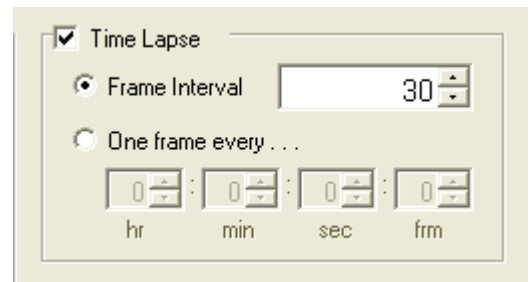 Time Lapse
Frame Interval 30
One frame every . . .
0 : 0 : 0 : 0
hr min sec frm